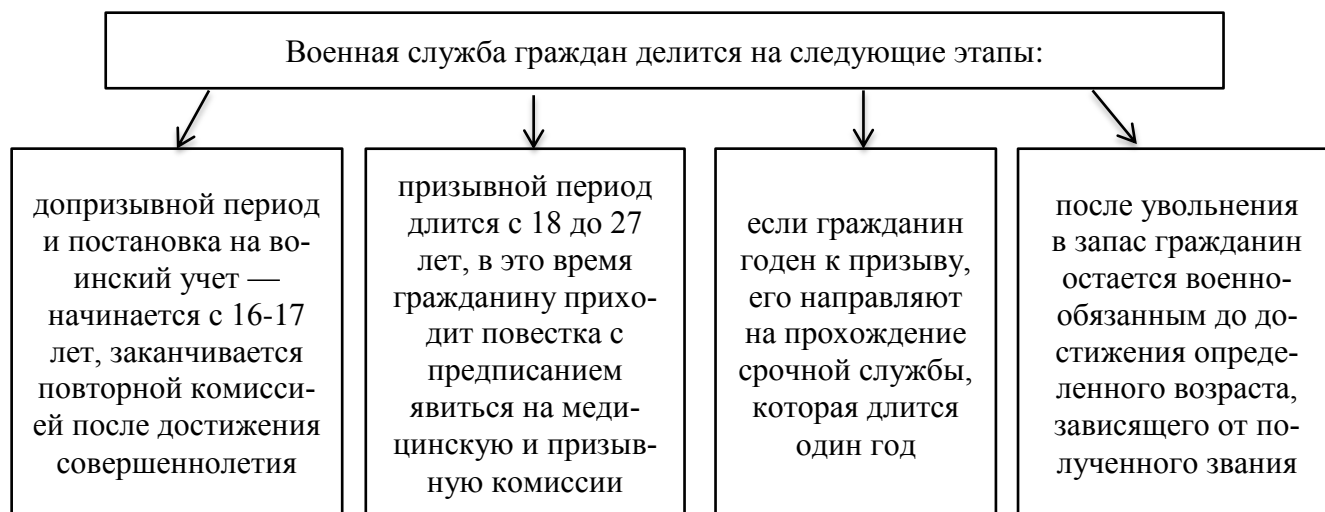 Военная служба граждан делится на следующие этапы:
допризывной период
и постановка на во-
инский учет —
начинается с 16-17
лет, заканчивается
повторной комисси-
ей после достижения
совершеннолетия
призывной период
длится с 18 до 27
лет, в это время
гражданину прихо-
дит повестка с
предписанием
явиться на меди-
цинскую и призыв-
ную комиссии
если гражданин
годен к призыву,
его направляют
на прохождение
срочной службы,
которая длится
один год
после увольнения
в запас гражданин
остается военно-
обязанным до до-
стижения опреде-
ленного возраста,
зависящего от по-
лученного звания